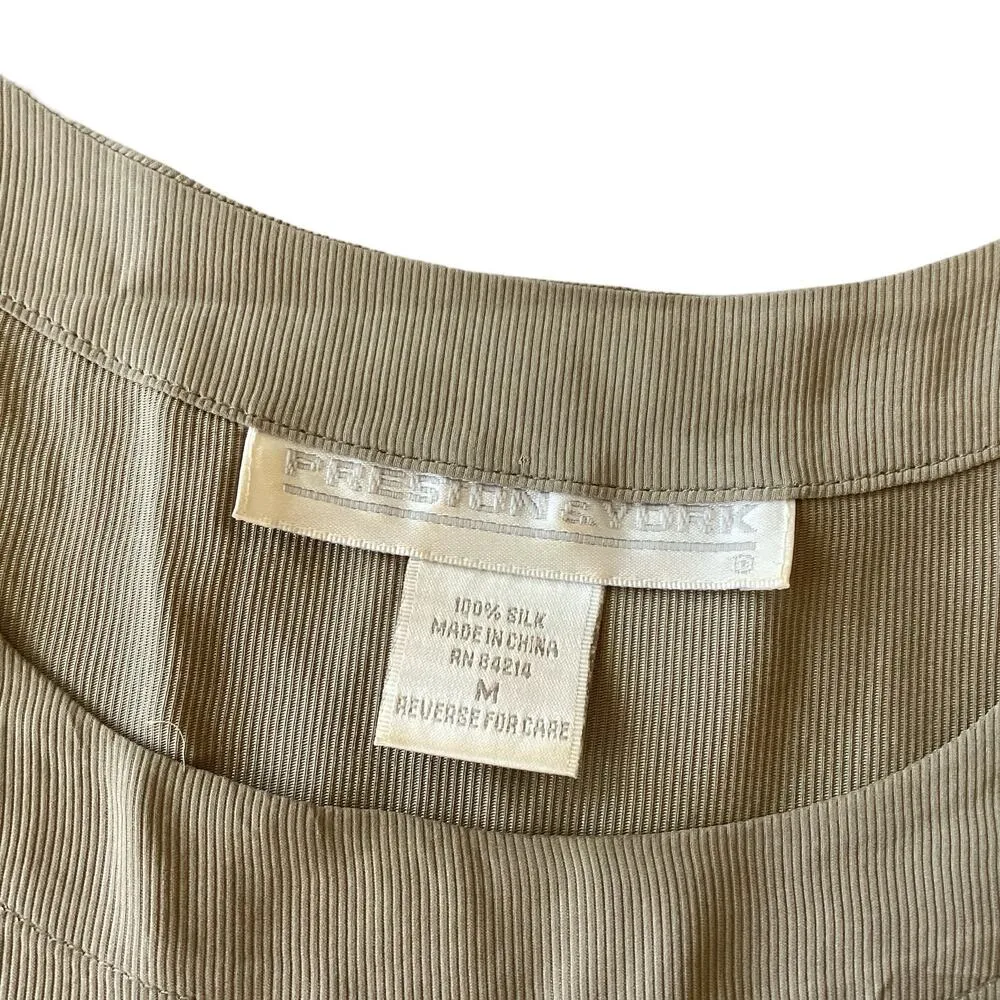 PRESTON & YORK
®
100% SILK
MADE IN CHINA
RN 84214
M
REVERSE FOR CARE